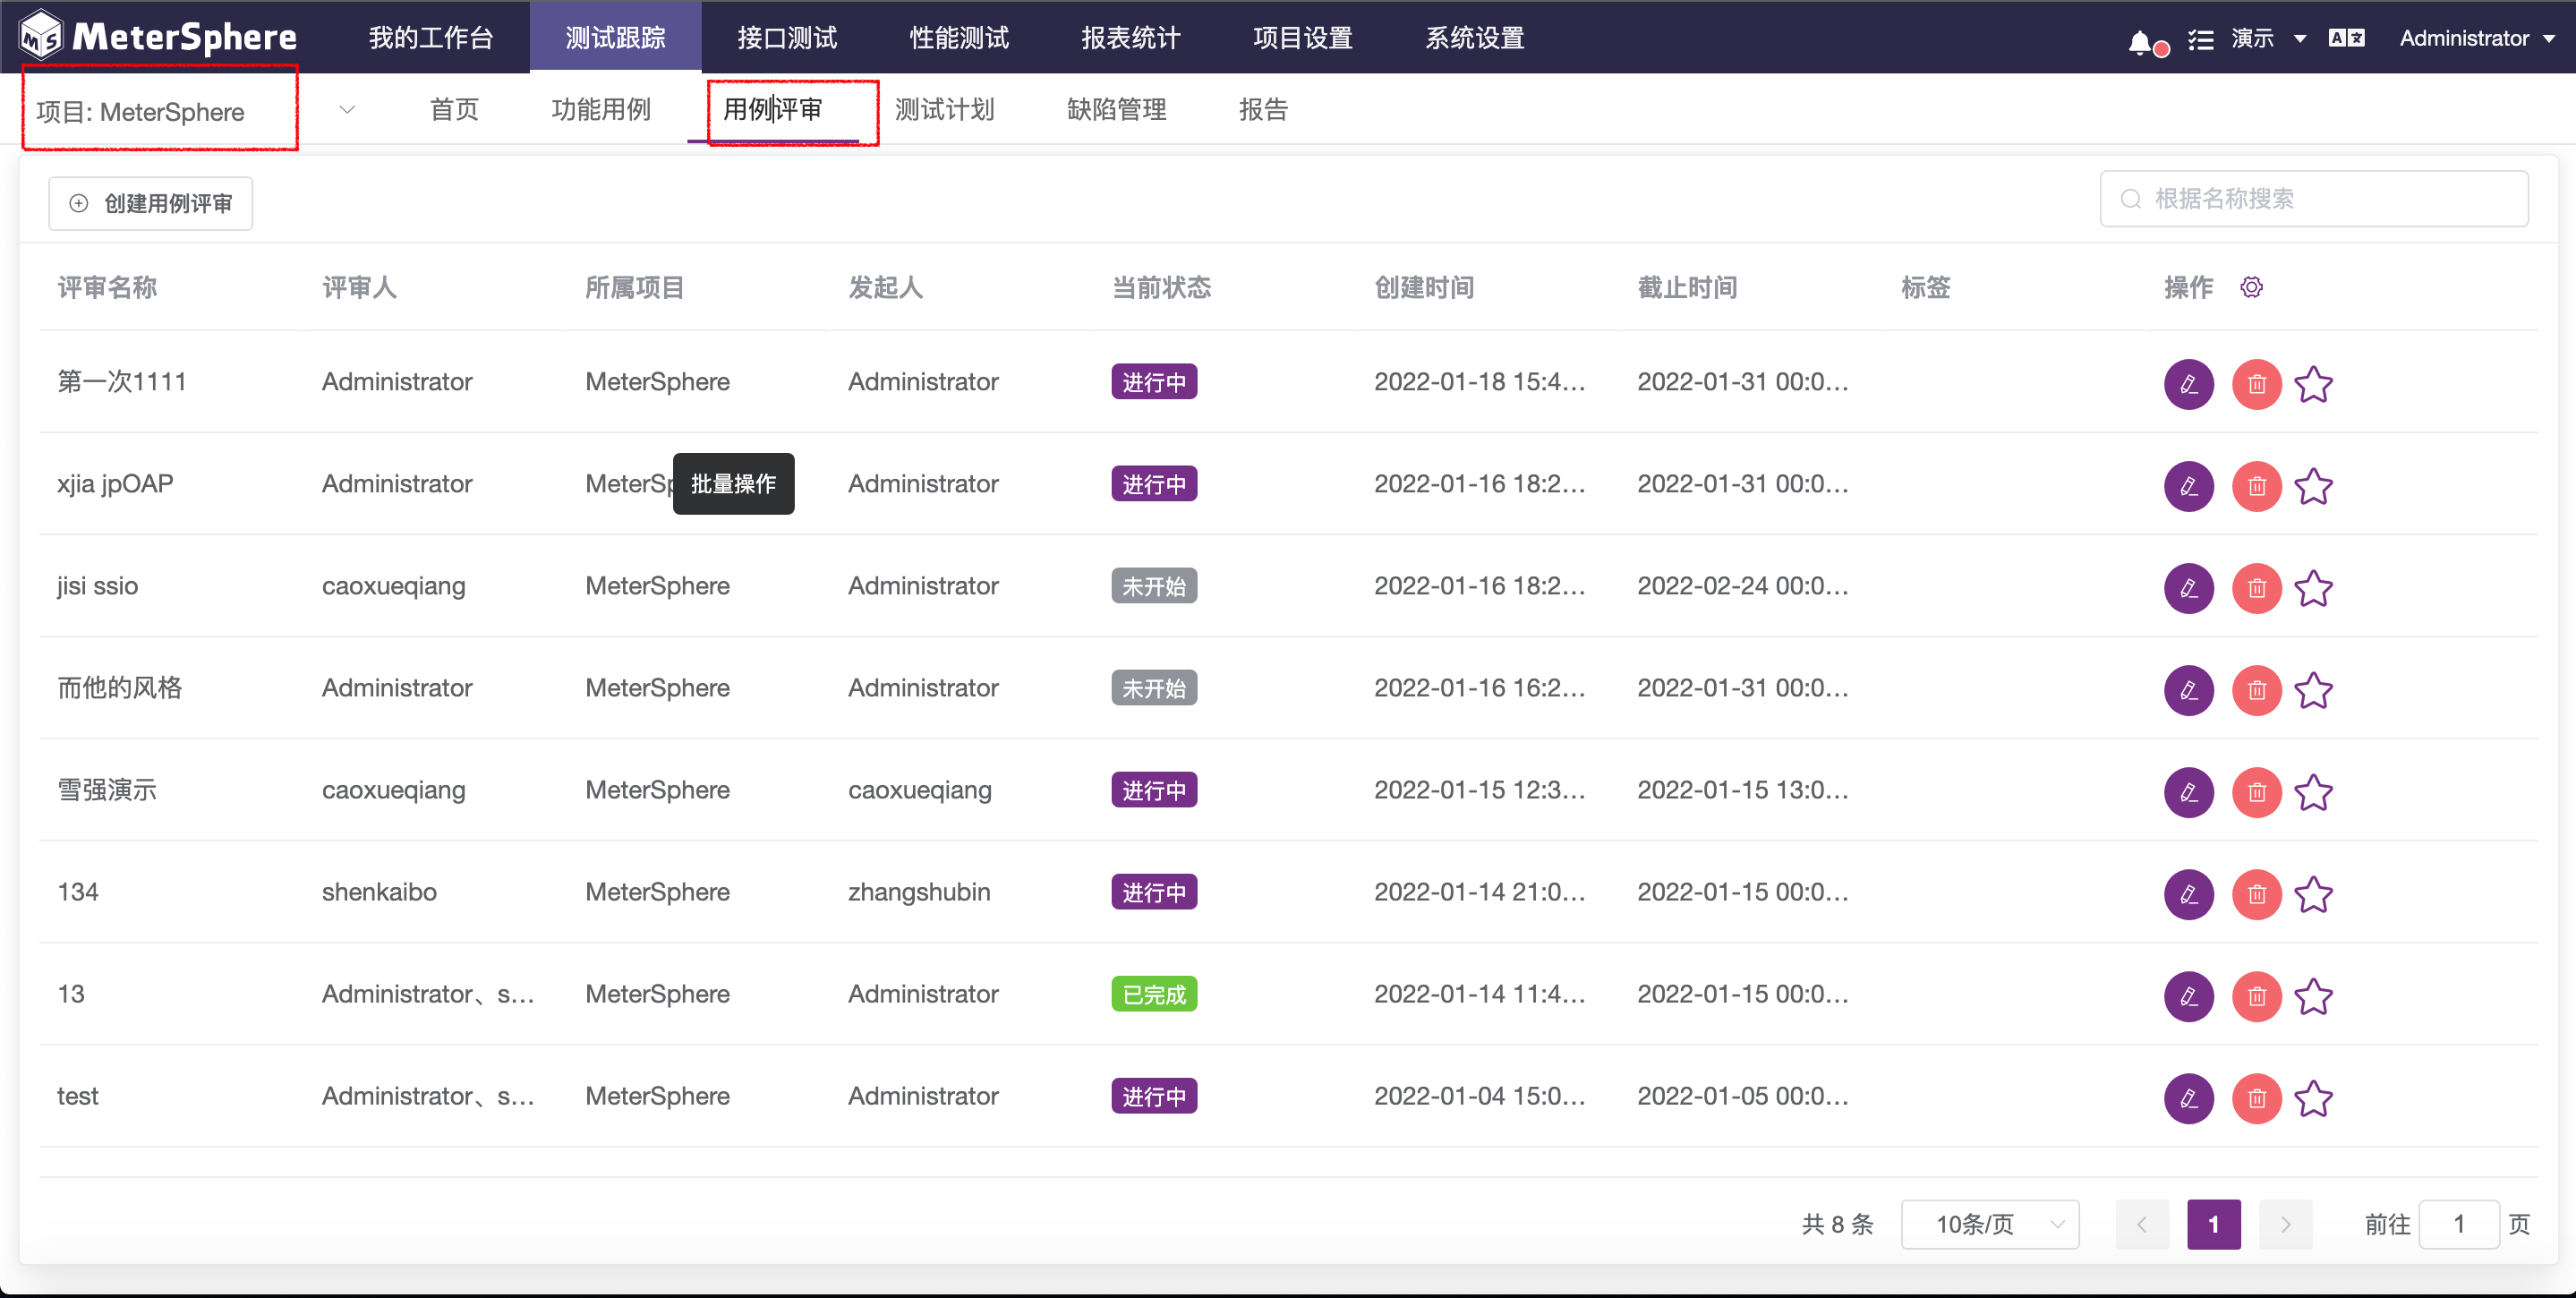 MeterSphere 我的工作台 测试跟踪 接口测试 性能测试 报表统计 项目设置 系统设置 演示 Administrator
项目: MeterSphere 首页 功能用例 用例评审 测试计划 缺陷管理 报告
创建用例评审 根据名称搜索
评审名称 评审人 所属项目 发起人 当前状态 创建时间 截止时间 标签 操作
第一次1111 Administrator MeterSphere Administrator 进行中 2022-01-18 15:4... 2022-01-31 00:0...
xjia jpOAP Administrator MeterSp 批量操作 Administrator 进行中 2022-01-16 18:2... 2022-01-31 00:0...
jisi ssio caoxueqiang MeterSphere Administrator 未开始 2022-01-16 18:2... 2022-02-24 00:0...
而他的风格 Administrator MeterSphere Administrator 未开始 2022-01-16 16:2... 2022-01-31 00:0...
雪强演示 caoxueqiang MeterSphere caoxueqiang 进行中 2022-01-15 12:3... 2022-01-15 13:0...
134 shenkaibo MeterSphere zhangshubin 进行中 2022-01-14 21:0... 2022-01-15 00:0...
13 Administrator、s... MeterSphere Administrator 已完成 2022-01-14 11:4... 2022-01-15 00:0...
test Administrator、s... MeterSphere Administrator 进行中 2022-01-04 15:0... 2022-01-05 00:0...
共 8 条 10条/页 1 前往 1 页